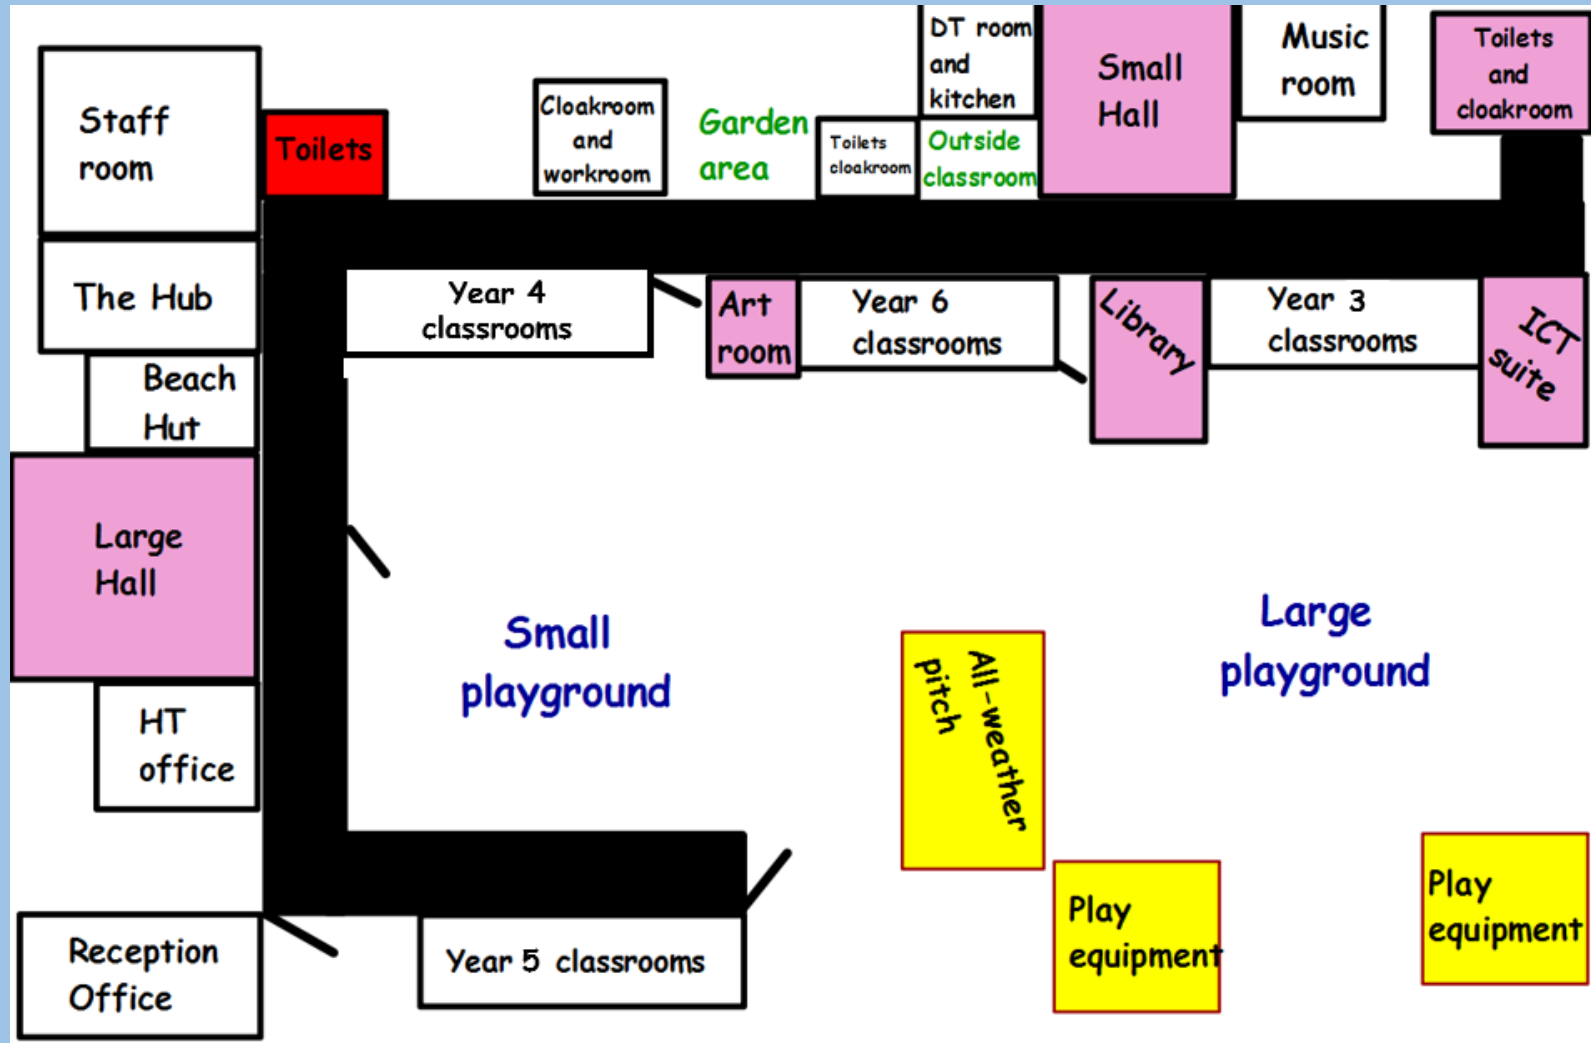 Staff
room
Toilets
Cloakroom
and
workroom
Garden
area
Toilets
cloakroom
DT room
and
kitchen
Outside
classroom
Small
Hall
Music
room
Toilets
and
cloakroom
The Hub
Year 4
classrooms
Art
room
Year 6
classrooms
Library
Year 3
classrooms
ICT
suite
Beach
Hut
Large
Hall
Small
playground
All-weather
pitch
Large
playground
HT
office
Play
equipment
Play
equipment
Reception
Office
Year 5 classrooms